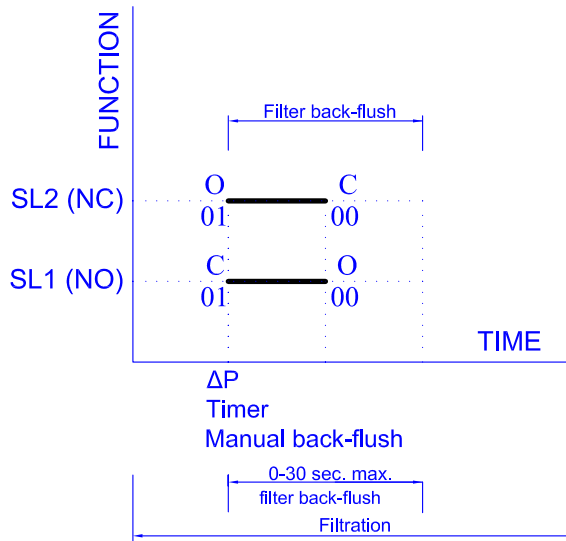 FUNCTION
Filter back-flush
SL2 (NC)
O C
01 00
SL1 (NO)
C O
01 00
TIME
ΔP
Timer
Manual back-flush
0-30 sec. max.
filter back-flush
Filtration